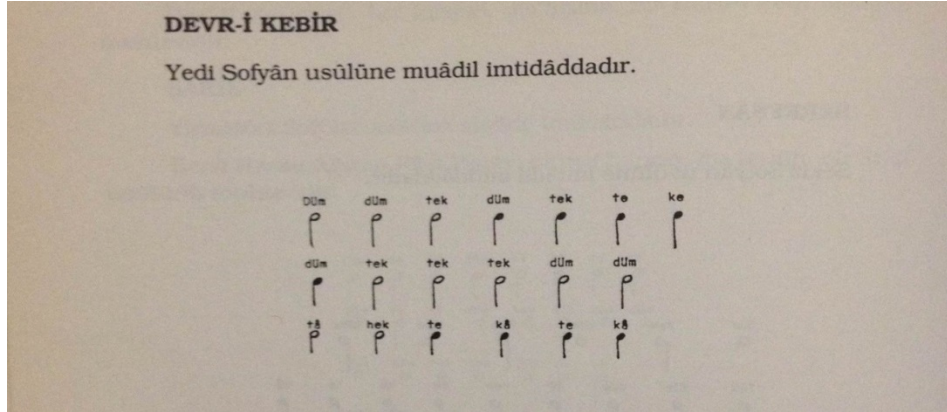 DEVR-İ KEBİR
Yedi Sofyân usûlüne muâdil imtidâddadır.
Düm düm tek düm tek te ke
düm tek tek tek düm düm
tâ hek te kâ te kâ